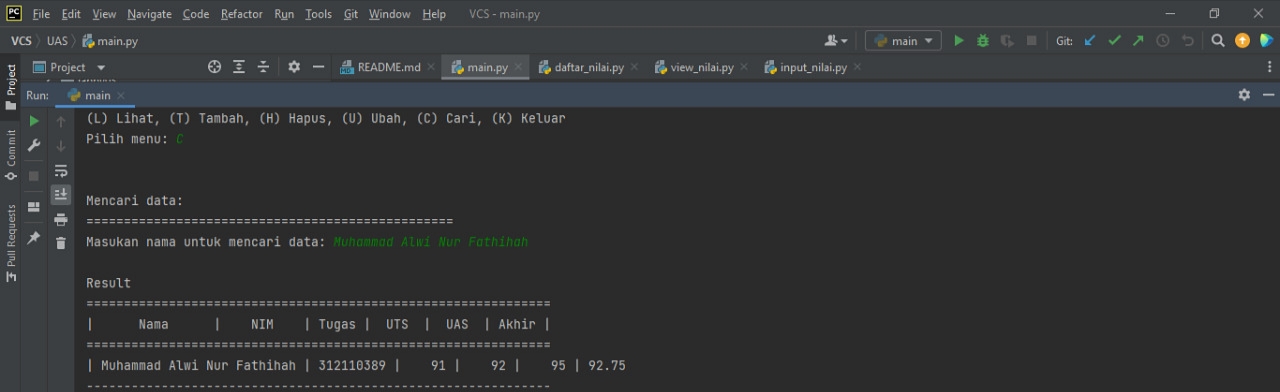 PC File Edit View Navigate Code Refactor Run Tools Git Window Help VCS - main.py
VCS UAS main.py main Git:
Project README.md main.py daftar_nilai.py view_nilai.py input_nilai.py
Run: main
Project
Commit
Pull Requests
(L) Lihat, (T) Tambah, (H) Hapus, (U) Ubah, (C) Cari, (K) Keluar
Pilih menu: C
Mencari data:
=================================================
Masukan nama untuk mencari data: Muhammad Alwi Nur Fathihah
Result
==============================================================
|      Nama      |    NIM    | Tugas |  UTS  |  UAS  | Akhir |
==============================================================
| Muhammad Alwi Nur Fathihah | 312110389 |    91 |    92 |    95 | 92.75
--------------------------------------------------------------